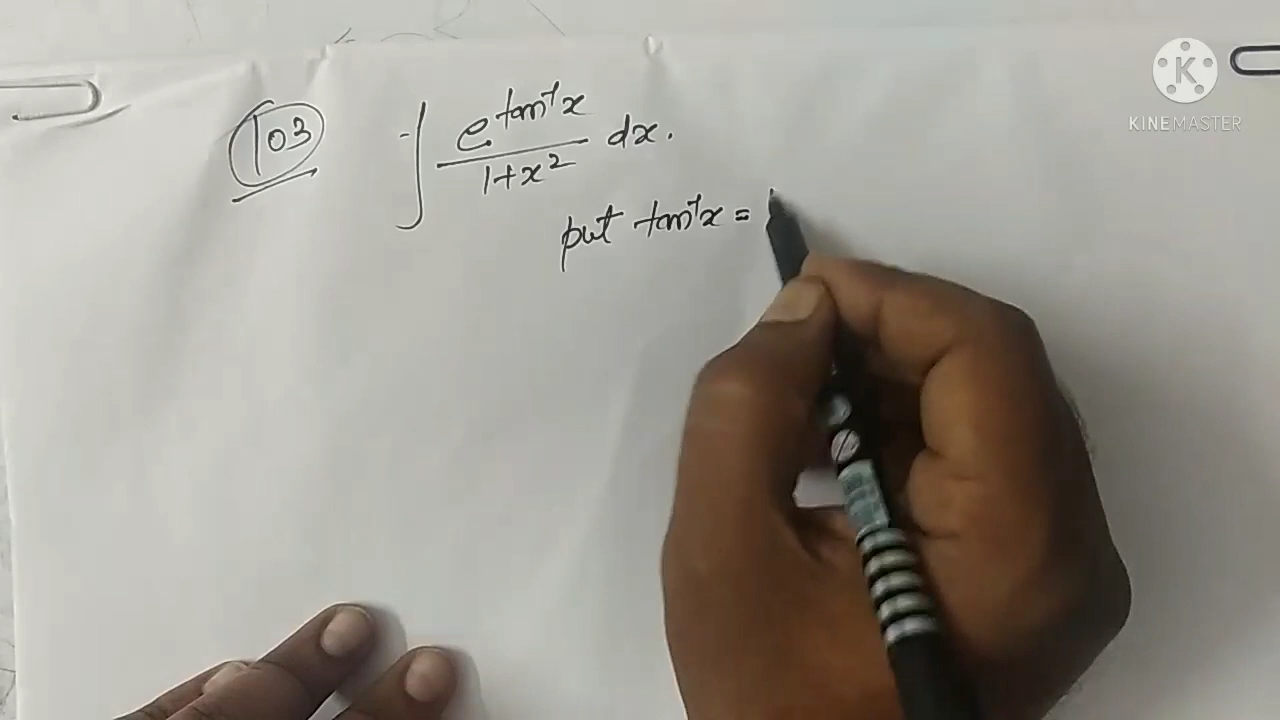 103 ∫ e^{tan⁻¹x} / 1+x² dx.
put tan⁻¹x =
K
KINEMASTER